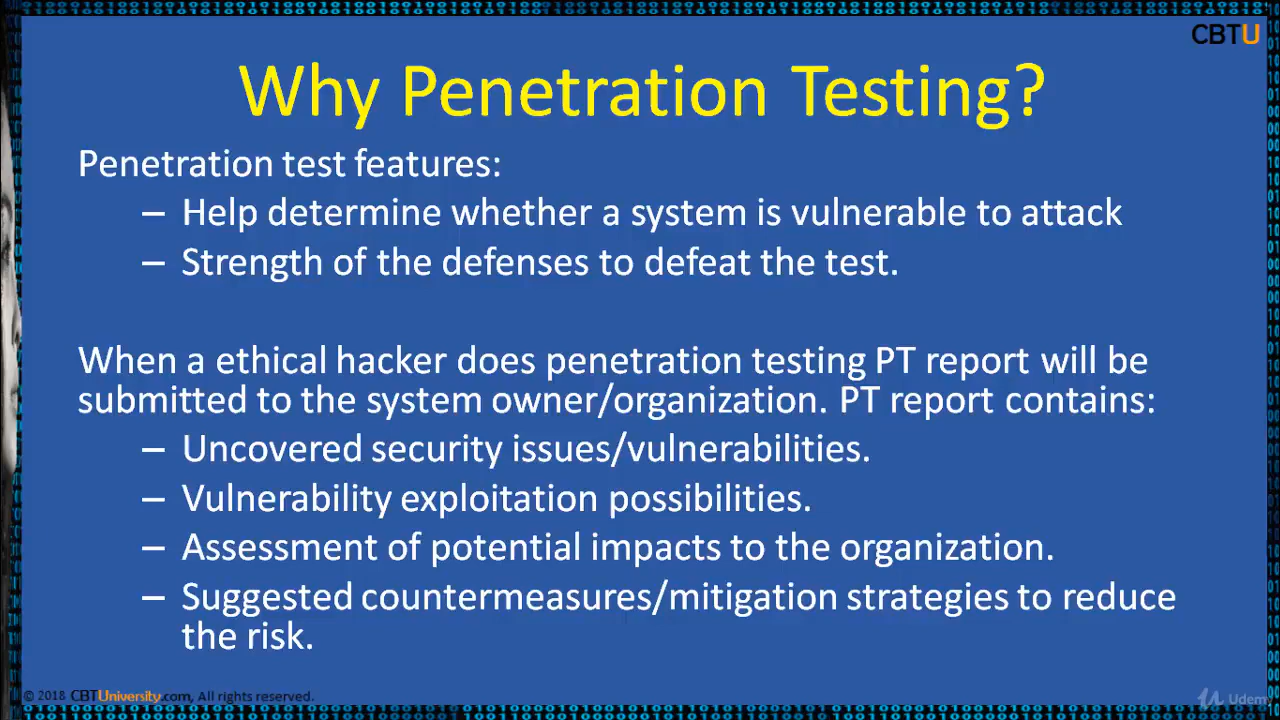 CBTU
Why Penetration Testing?
Penetration test features:
– Help determine whether a system is vulnerable to attack
– Strength of the defenses to defeat the test.
When a ethical hacker does penetration testing PT report will be
submitted to the system owner/organization. PT report contains:
– Uncovered security issues/vulnerabilities.
– Vulnerability exploitation possibilities.
– Assessment of potential impacts to the organization.
– Suggested countermeasures/mitigation strategies to reduce
the risk.
© 2018 CBTUniversity.com, All rights reserved.
Udemy